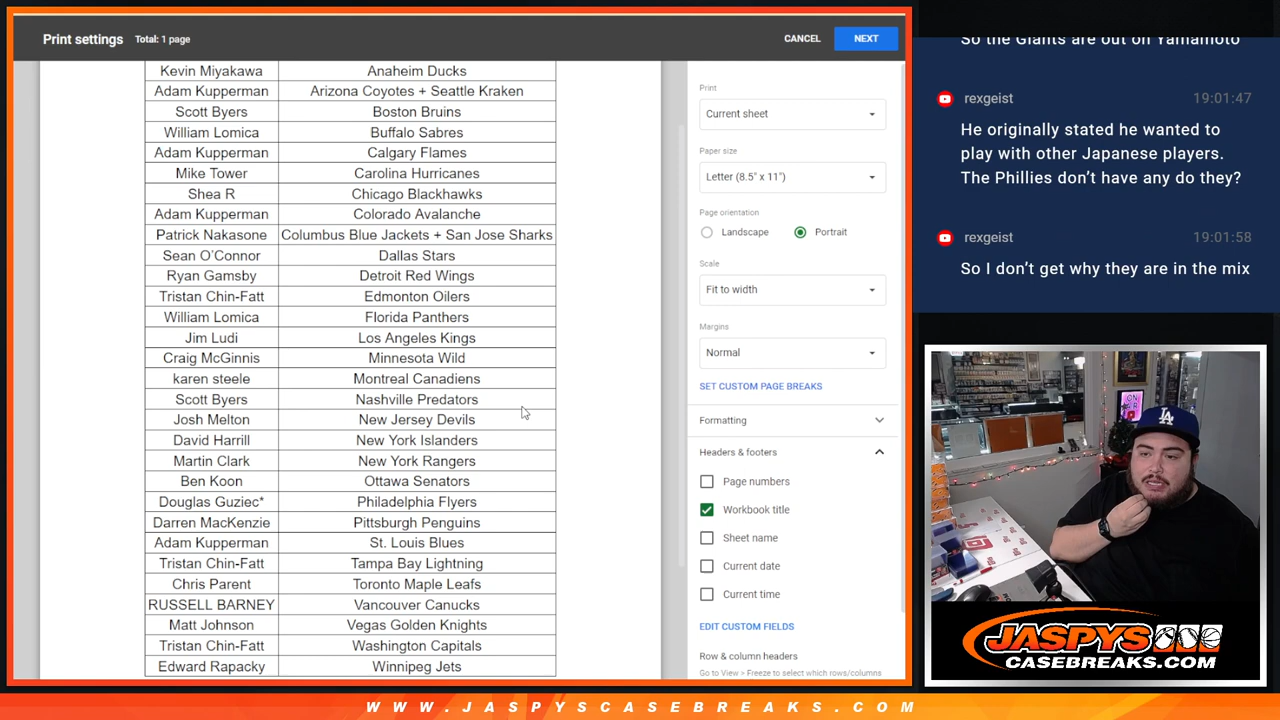 Print settings Total: 1 page
CANCEL NEXT
Kevin Miyakawa Anaheim Ducks
Adam Kupperman Arizona Coyotes + Seattle Kraken
Scott Byers Boston Bruins
William Lomica Buffalo Sabres
Adam Kupperman Calgary Flames
Mike Tower Carolina Hurricanes
Shea R Chicago Blackhawks
Adam Kupperman Colorado Avalanche
Patrick Nakasone Columbus Blue Jackets + San Jose Sharks
Sean O'Connor Dallas Stars
Ryan Gamsby Detroit Red Wings
Tristan Chin-Fatt Edmonton Oilers
William Lomica Florida Panthers
Jim Ludi Los Angeles Kings
Craig McGinnis Minnesota Wild
karen steele Montreal Canadiens
Scott Byers Nashville Predators
Josh Melton New Jersey Devils
David Harrill New York Islanders
Martin Clark New York Rangers
Ben Koon Ottawa Senators
Douglas Guziec* Philadelphia Flyers
Darren MacKenzie Pittsburgh Penguins
Adam Kupperman St. Louis Blues
Tristan Chin-Fatt Tampa Bay Lightning
Chris Parent Toronto Maple Leafs
RUSSELL BARNEY Vancouver Canucks
Matt Johnson Vegas Golden Knights
Tristan Chin-Fatt Washington Capitals
Edward Rapacky Winnipeg Jets
Print
Current sheet
Paper size
Letter (8.5" x 11")
Page orientation
Landscape Portrait
Scale
Fit to width
Margins
Normal
SET CUSTOM PAGE BREAKS
Formatting
Headers & footers
Page numbers
Workbook title
Sheet name
Current date
Current time
EDIT CUSTOM FIELDS
Row & column headers
Go to View > Freeze to select which rows/columns
So the Giants are out on Yamamoto
rexgeist 19:01:47
He originally stated he wanted to
play with other Japanese players.
The Phillies don't have any do they?
rexgeist 19:01:58
So I don't get why they are in the mix
LA
JASPYS
CASEBREAKS.COM
WWW.JASPYSCASEBREAKS.COM